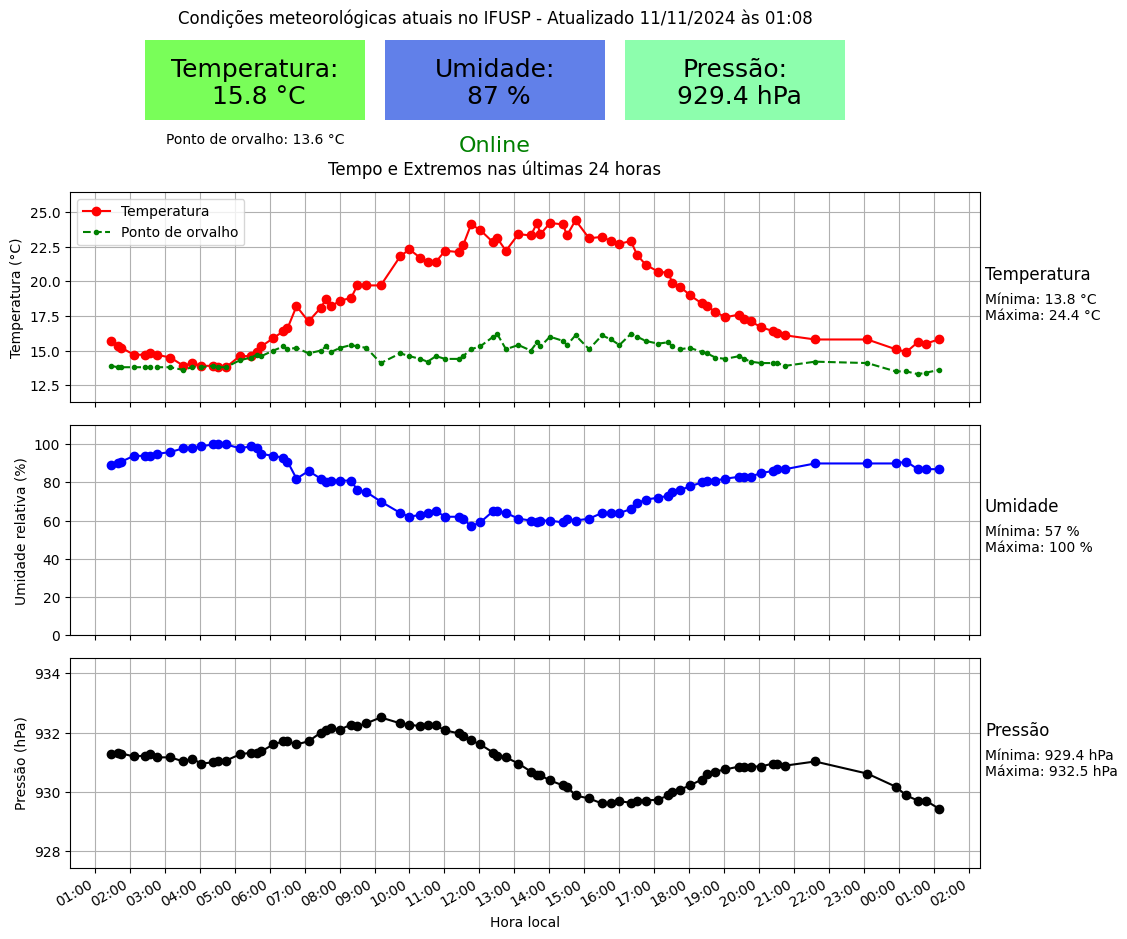 Condições meteorológicas atuais no IFUSP - Atualizado 11/11/2024 às 01:08
Temperatura:
15.8 °C
Umidade:
87 %
Pressão:
929.4 hPa
Ponto de orvalho: 13.6 °C
Online
Tempo e Extremos nas últimas 24 horas
Temperatura (°C)
25.0
22.5
20.0
17.5
15.0
12.5
Temperatura
Ponto de orvalho
Temperatura
Mínima: 13.8 °C
Máxima: 24.4 °C
Umidade relativa (%)
100
80
60
40
20
0
Umidade
Mínima: 57 %
Máxima: 100 %
Pressão (hPa)
934
932
930
928
Pressão
Mínima: 929.4 hPa
Máxima: 932.5 hPa
01:00 02:00 03:00 04:00 05:00 06:00 07:00 08:00 09:00 10:00 11:00 12:00 13:00 14:00 15:00 16:00 17:00 18:00 19:00 20:00 21:00 22:00 23:00 00:00 01:00 02:00
Hora local